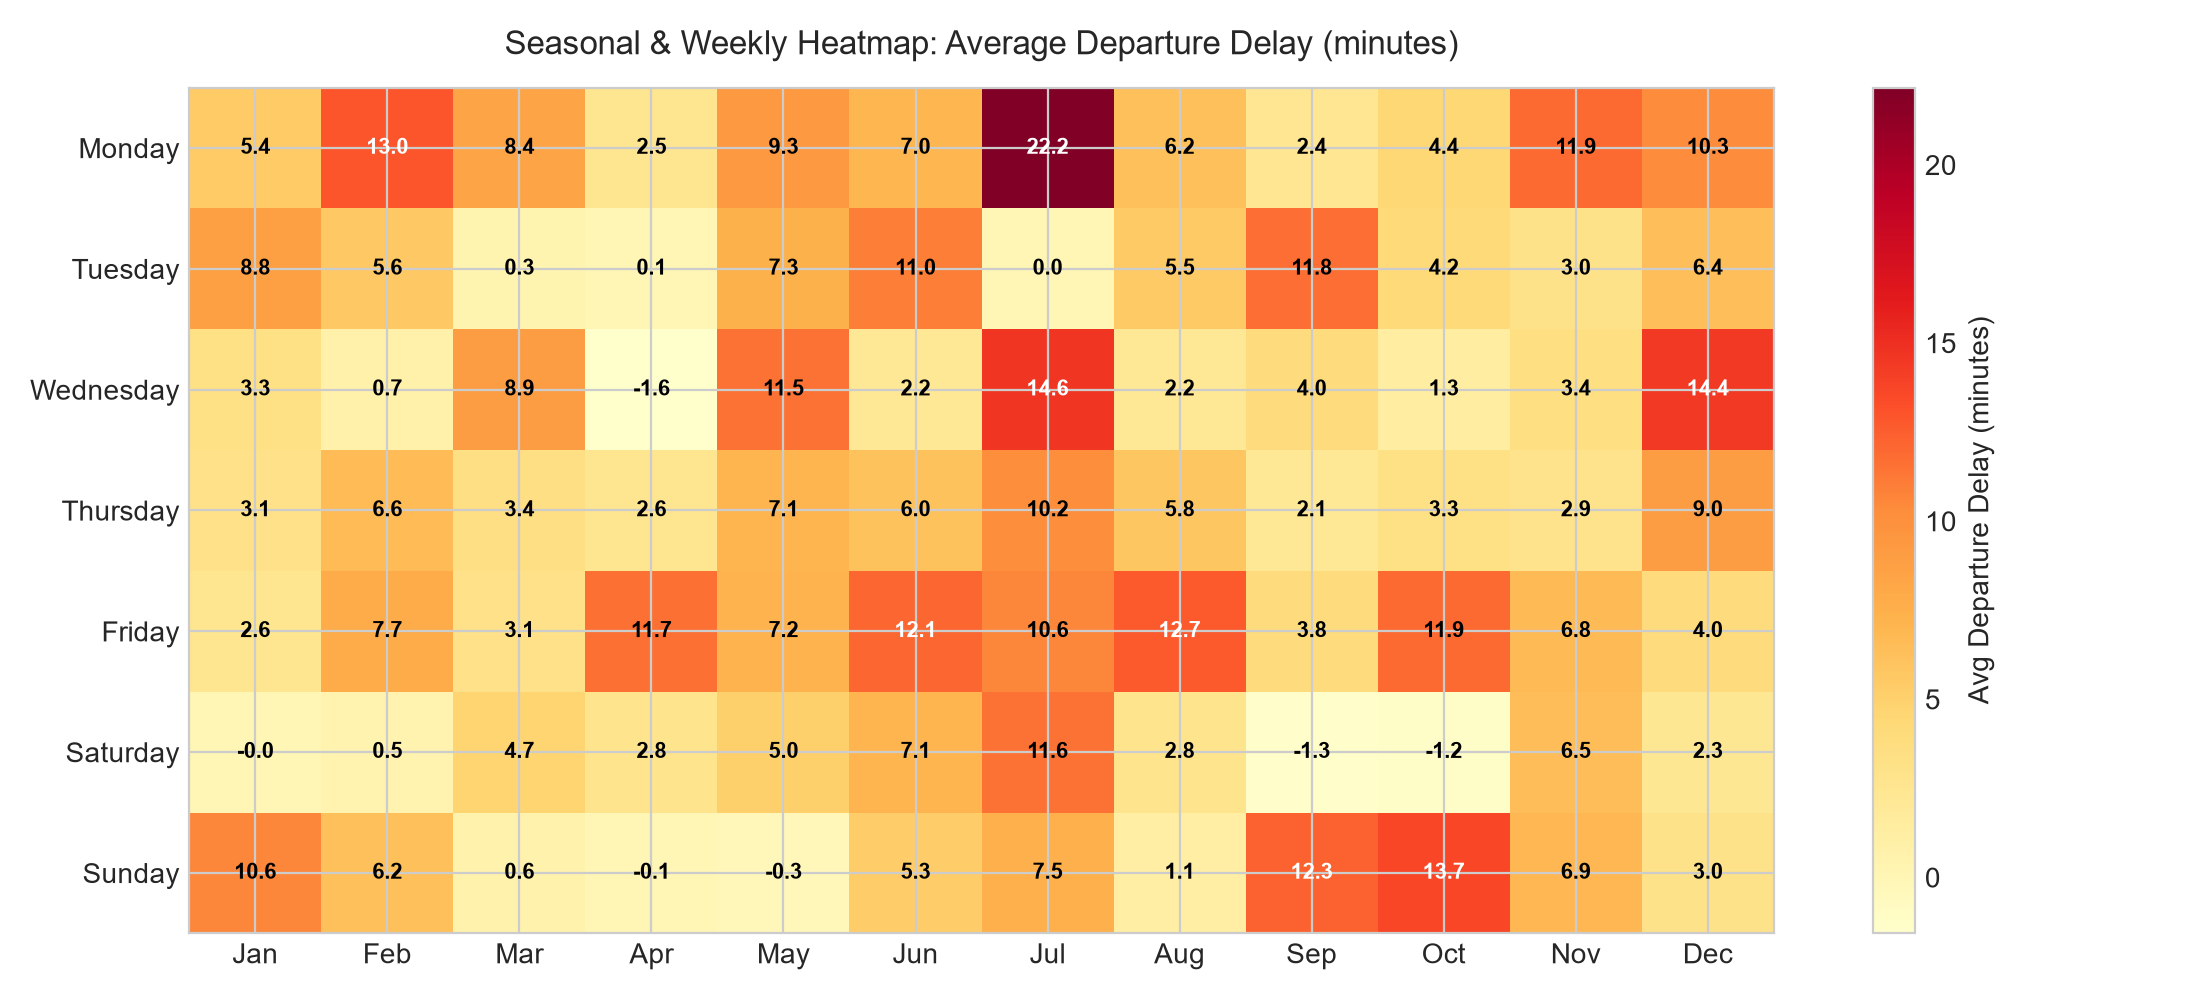 Seasonal & Weekly Heatmap: Average Departure Delay (minutes)
Monday 5.4 13.0 8.4 2.5 9.3 7.0 22.2 6.2 2.4 4.4 11.9 10.3
Tuesday 8.8 5.6 0.3 0.1 7.3 11.0 0.0 5.5 11.8 4.2 3.0 6.4
Wednesday 3.3 0.7 8.9 -1.6 11.5 2.2 14.6 2.2 4.0 1.3 3.4 14.4
Thursday 3.1 6.6 3.4 2.6 7.1 6.0 10.2 5.8 2.1 3.3 2.9 9.0
Friday 2.6 7.7 3.1 11.7 7.2 12.1 10.6 12.7 3.8 11.9 6.8 4.0
Saturday -0.0 0.5 4.7 2.8 5.0 7.1 11.6 2.8 -1.3 -1.2 6.5 2.3
Sunday 10.6 6.2 0.6 -0.1 -0.3 5.3 7.5 1.1 12.3 13.7 6.9 3.0
Jan Feb Mar Apr May Jun Jul Aug Sep Oct Nov Dec
20
15
10
5
0
Avg Departure Delay (minutes)